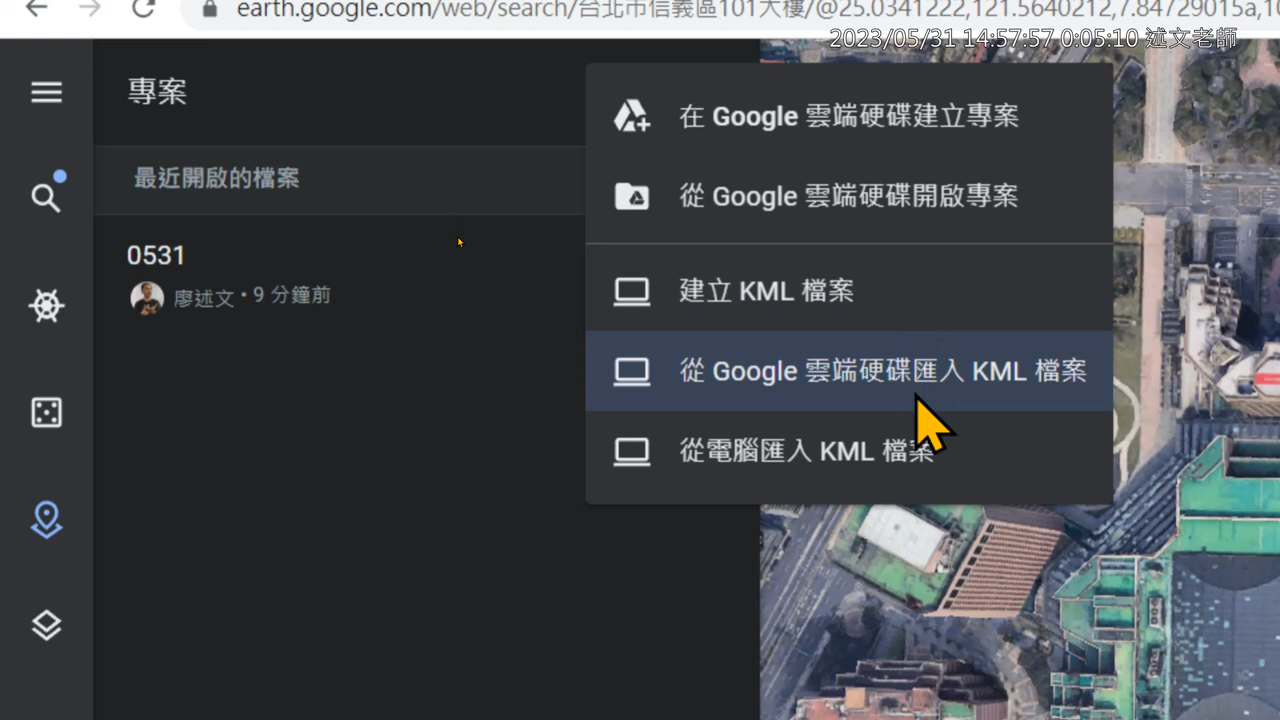 earth.google.com/web/search/台北市信義區101大樓/@25.0341222,121.5640212,7.84729015a,10
2023/05/31 14:57:57 0:05:10 述文老師
專案
最近開啟的檔案
0531
廖述文・9 分鐘前
在 Google 雲端硬碟建立專案
從 Google 雲端硬碟開啟專案
建立 KML 檔案
從 Google 雲端硬碟匯入 KML 檔案
從電腦匯入 KML 檔案